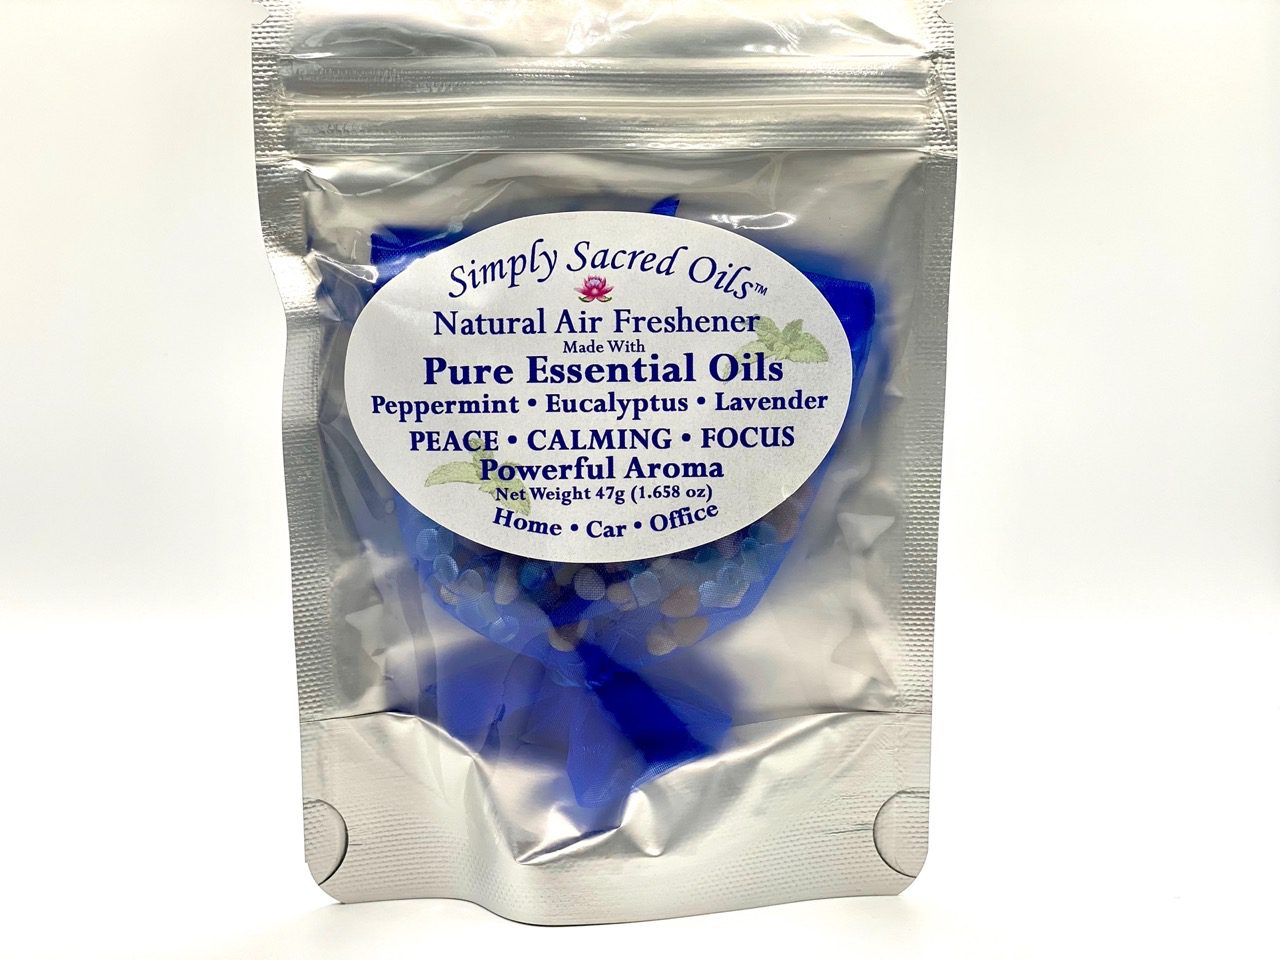 Simply Sacred Oils™
Natural Air Freshener
Made With
Pure Essential Oils
Peppermint • Eucalyptus • Lavender
PEACE • CALMING • FOCUS
Powerful Aroma
Net Weight 47g (1.658 oz)
Home • Car • Office